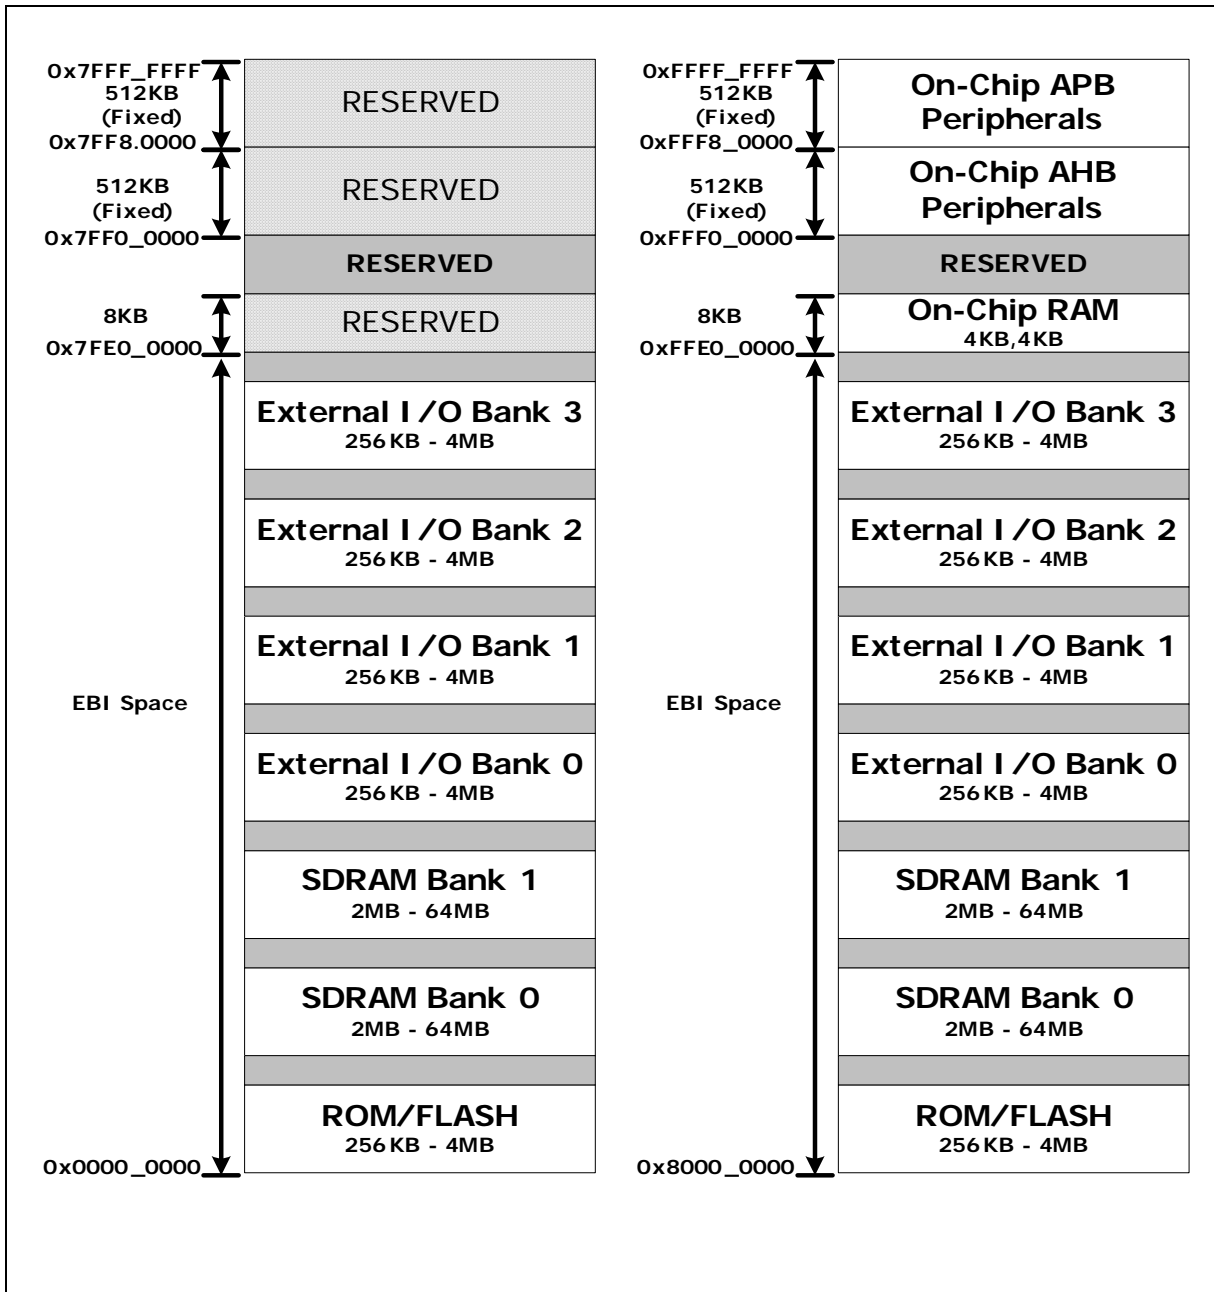 0x7FFF_FFFF
512KB
(Fixed)
0x7FF8.0000
512KB
(Fixed)
0x7FF0_0000
8KB
0x7FE0_0000
EBI Space
0x0000_0000
RESERVED
RESERVED
RESERVED
RESERVED
External I/O Bank 3
256KB - 4MB
External I/O Bank 2
256KB - 4MB
External I/O Bank 1
256KB - 4MB
External I/O Bank 0
256KB - 4MB
SDRAM Bank 1
2MB - 64MB
SDRAM Bank 0
2MB - 64MB
ROM/FLASH
256KB - 4MB
0xFFFF_FFFF
512KB
(Fixed)
0xFFF8_0000
512KB
(Fixed)
0xFFF0_0000
8KB
0xFFE0_0000
EBI Space
0x8000_0000
On-Chip APB
Peripherals
On-Chip AHB
Peripherals
RESERVED
On-Chip RAM
4KB,4KB
External I/O Bank 3
256KB - 4MB
External I/O Bank 2
256KB - 4MB
External I/O Bank 1
256KB - 4MB
External I/O Bank 0
256KB - 4MB
SDRAM Bank 1
2MB - 64MB
SDRAM Bank 0
2MB - 64MB
ROM/FLASH
256KB - 4MB